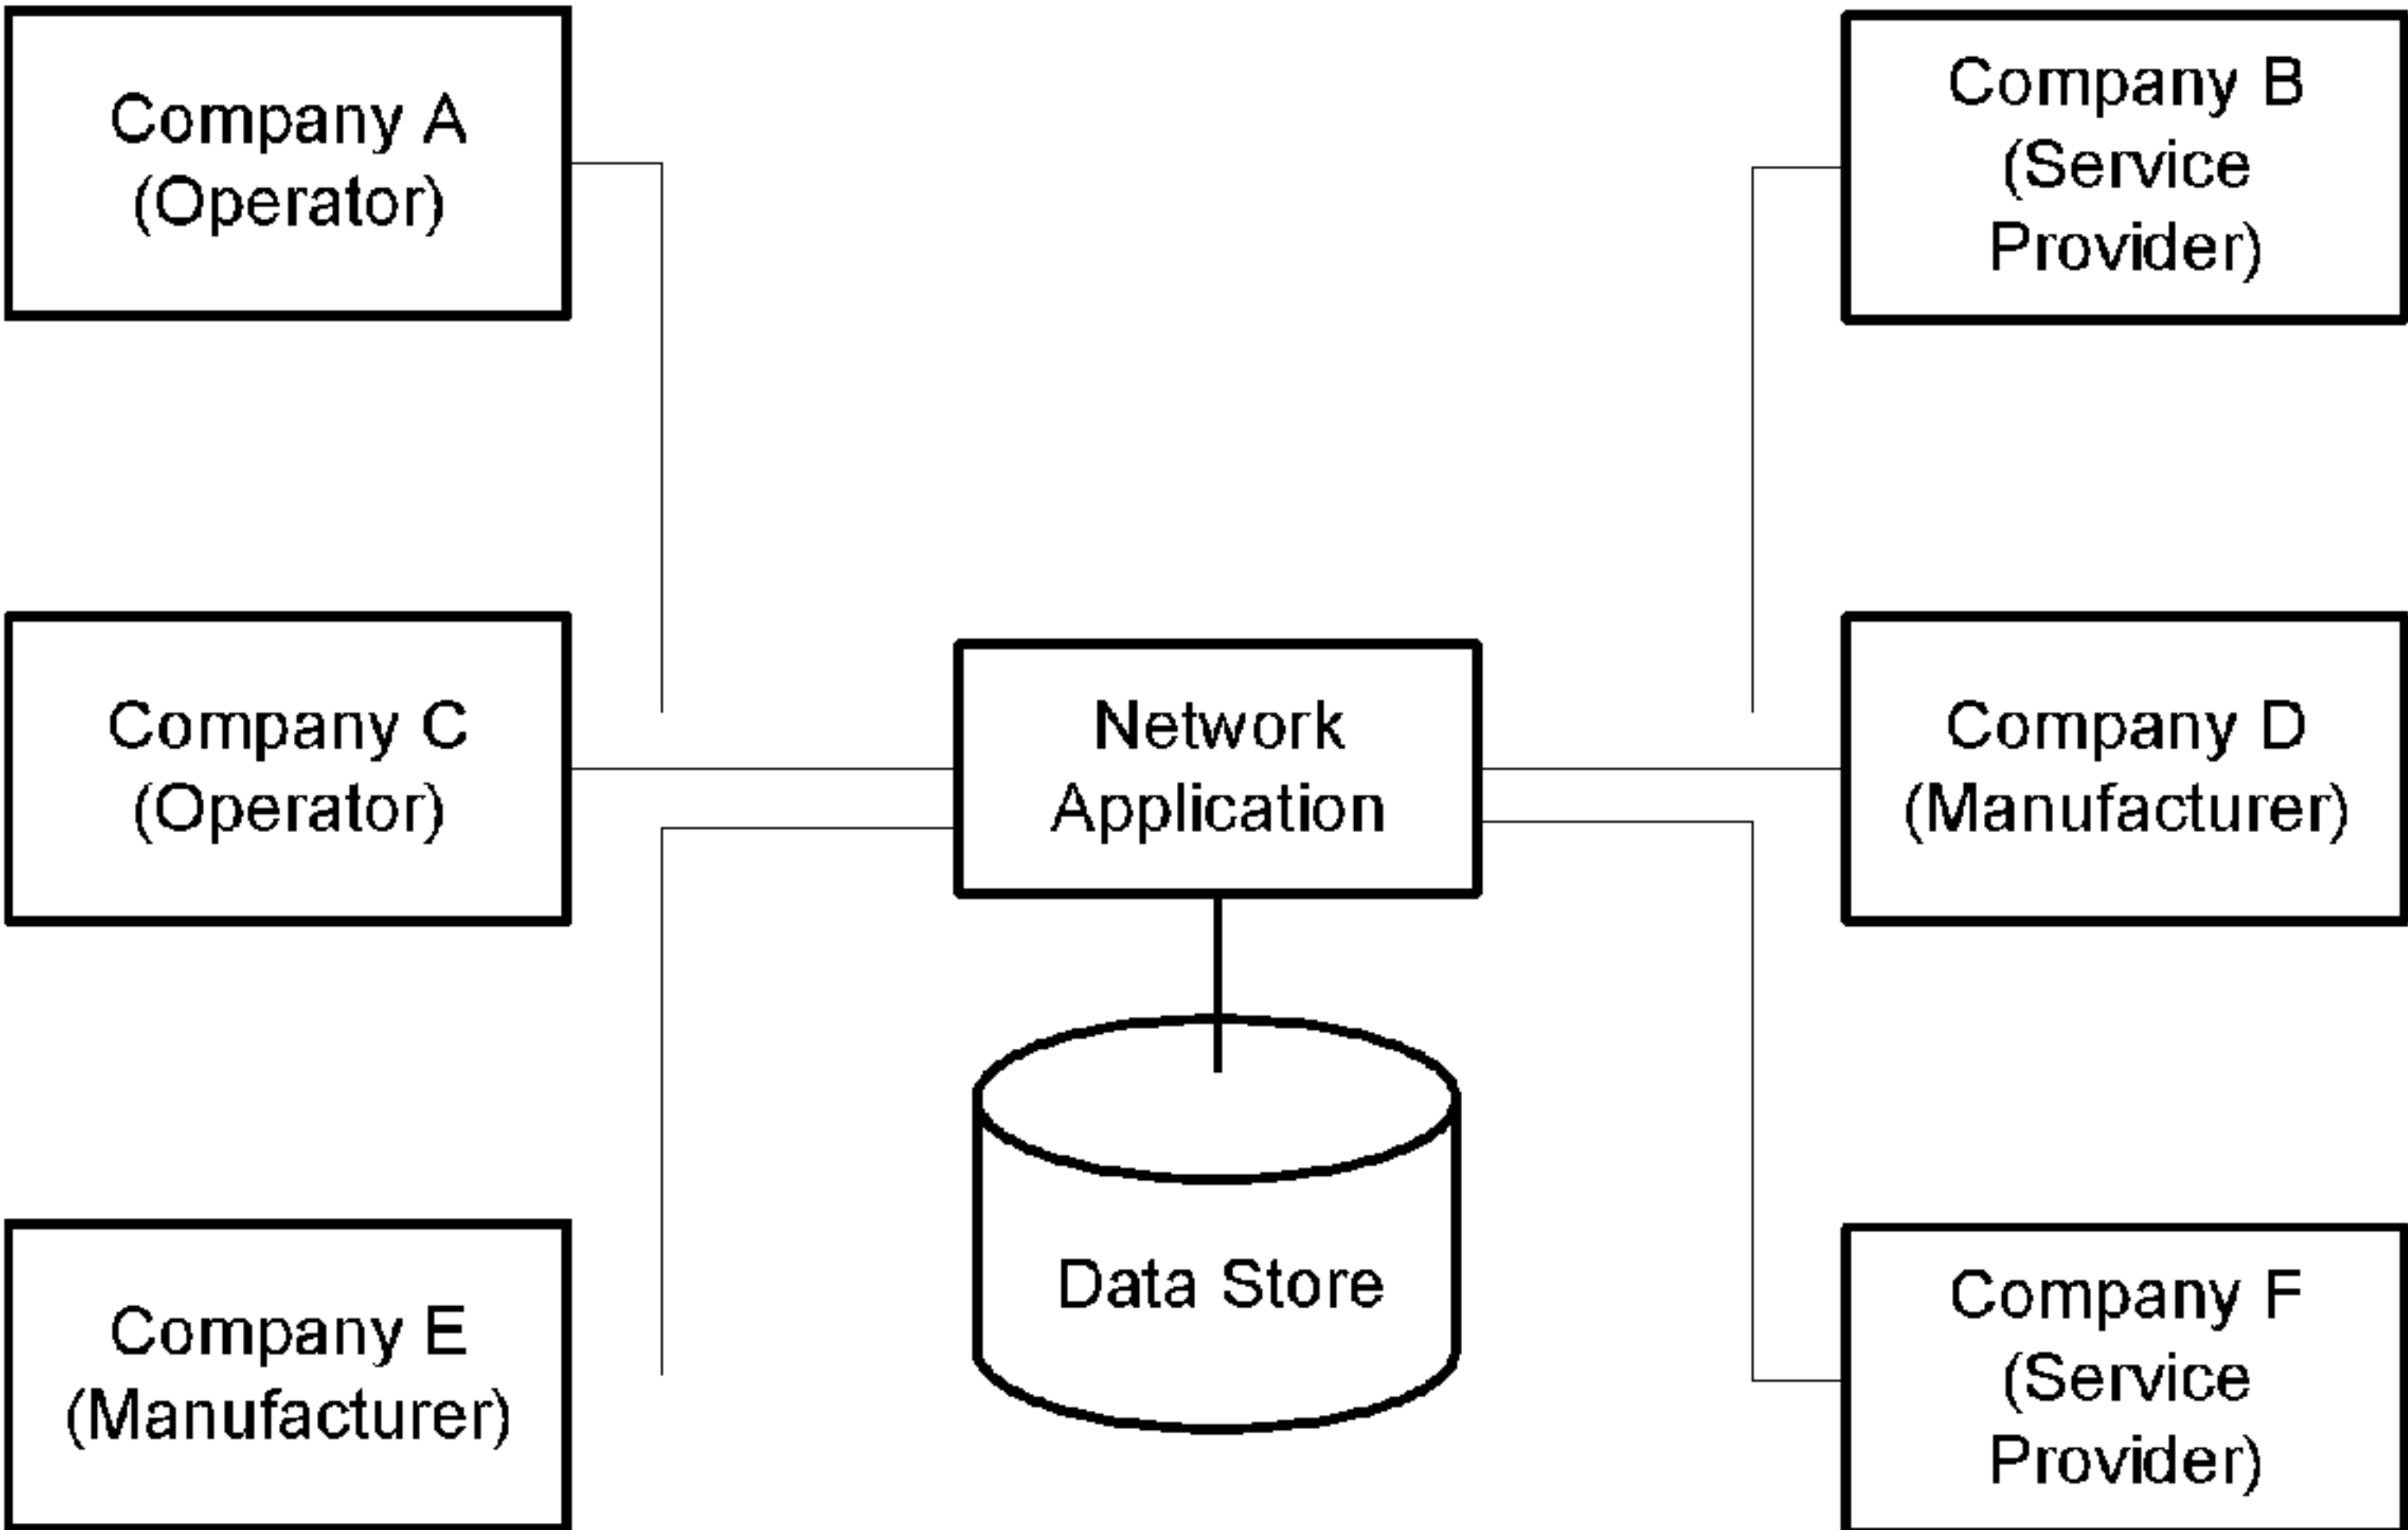 Company A
(Operator)
Company B
(Service
Provider)
Company C
(Operator)
Network
Application
Company D
(Manufacturer)
Data Store
Company E
(Manufacturer)
Company F
(Service
Provider)